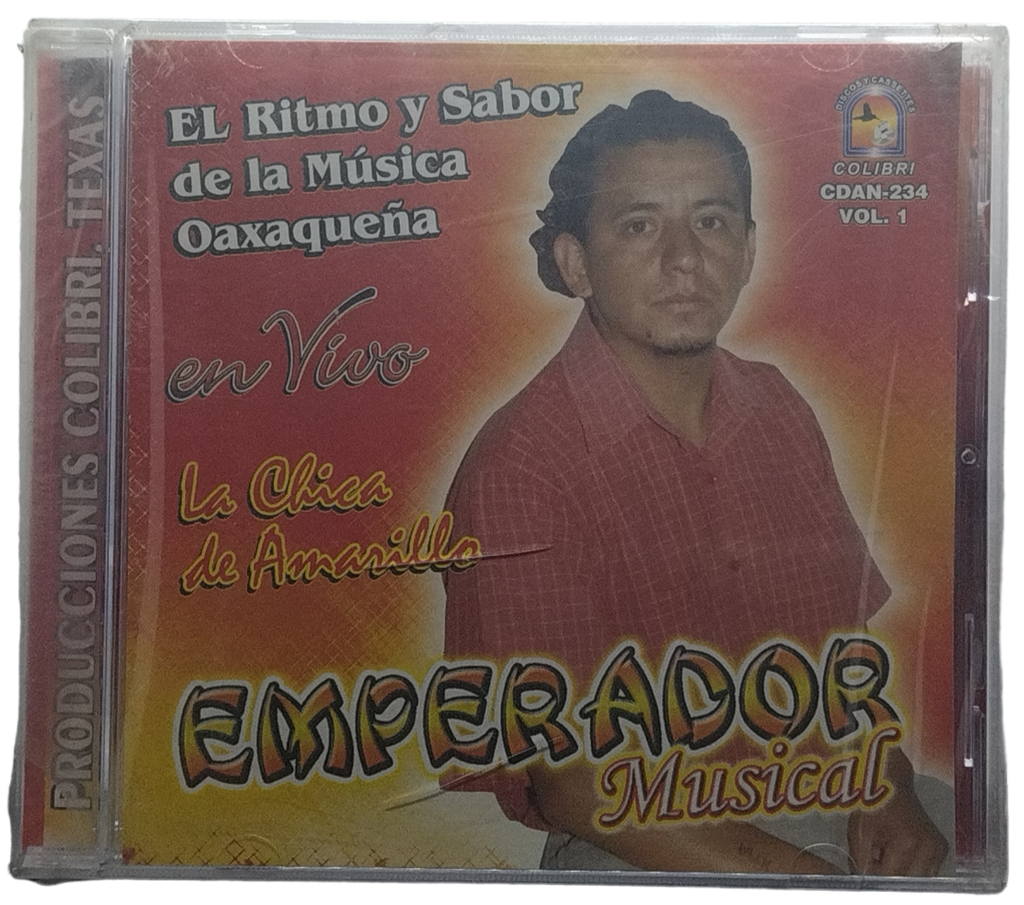 PRODUCCIONES COLIBRI, TEXAS
EL Ritmo y Sabor
de la Música
Oaxaqueña
en Vivo
La Chica
de Amarillo
EMPERADOR
Musical
DISCOS Y CASSETTES
COLIBRI
CDAN-234
VOL. 1